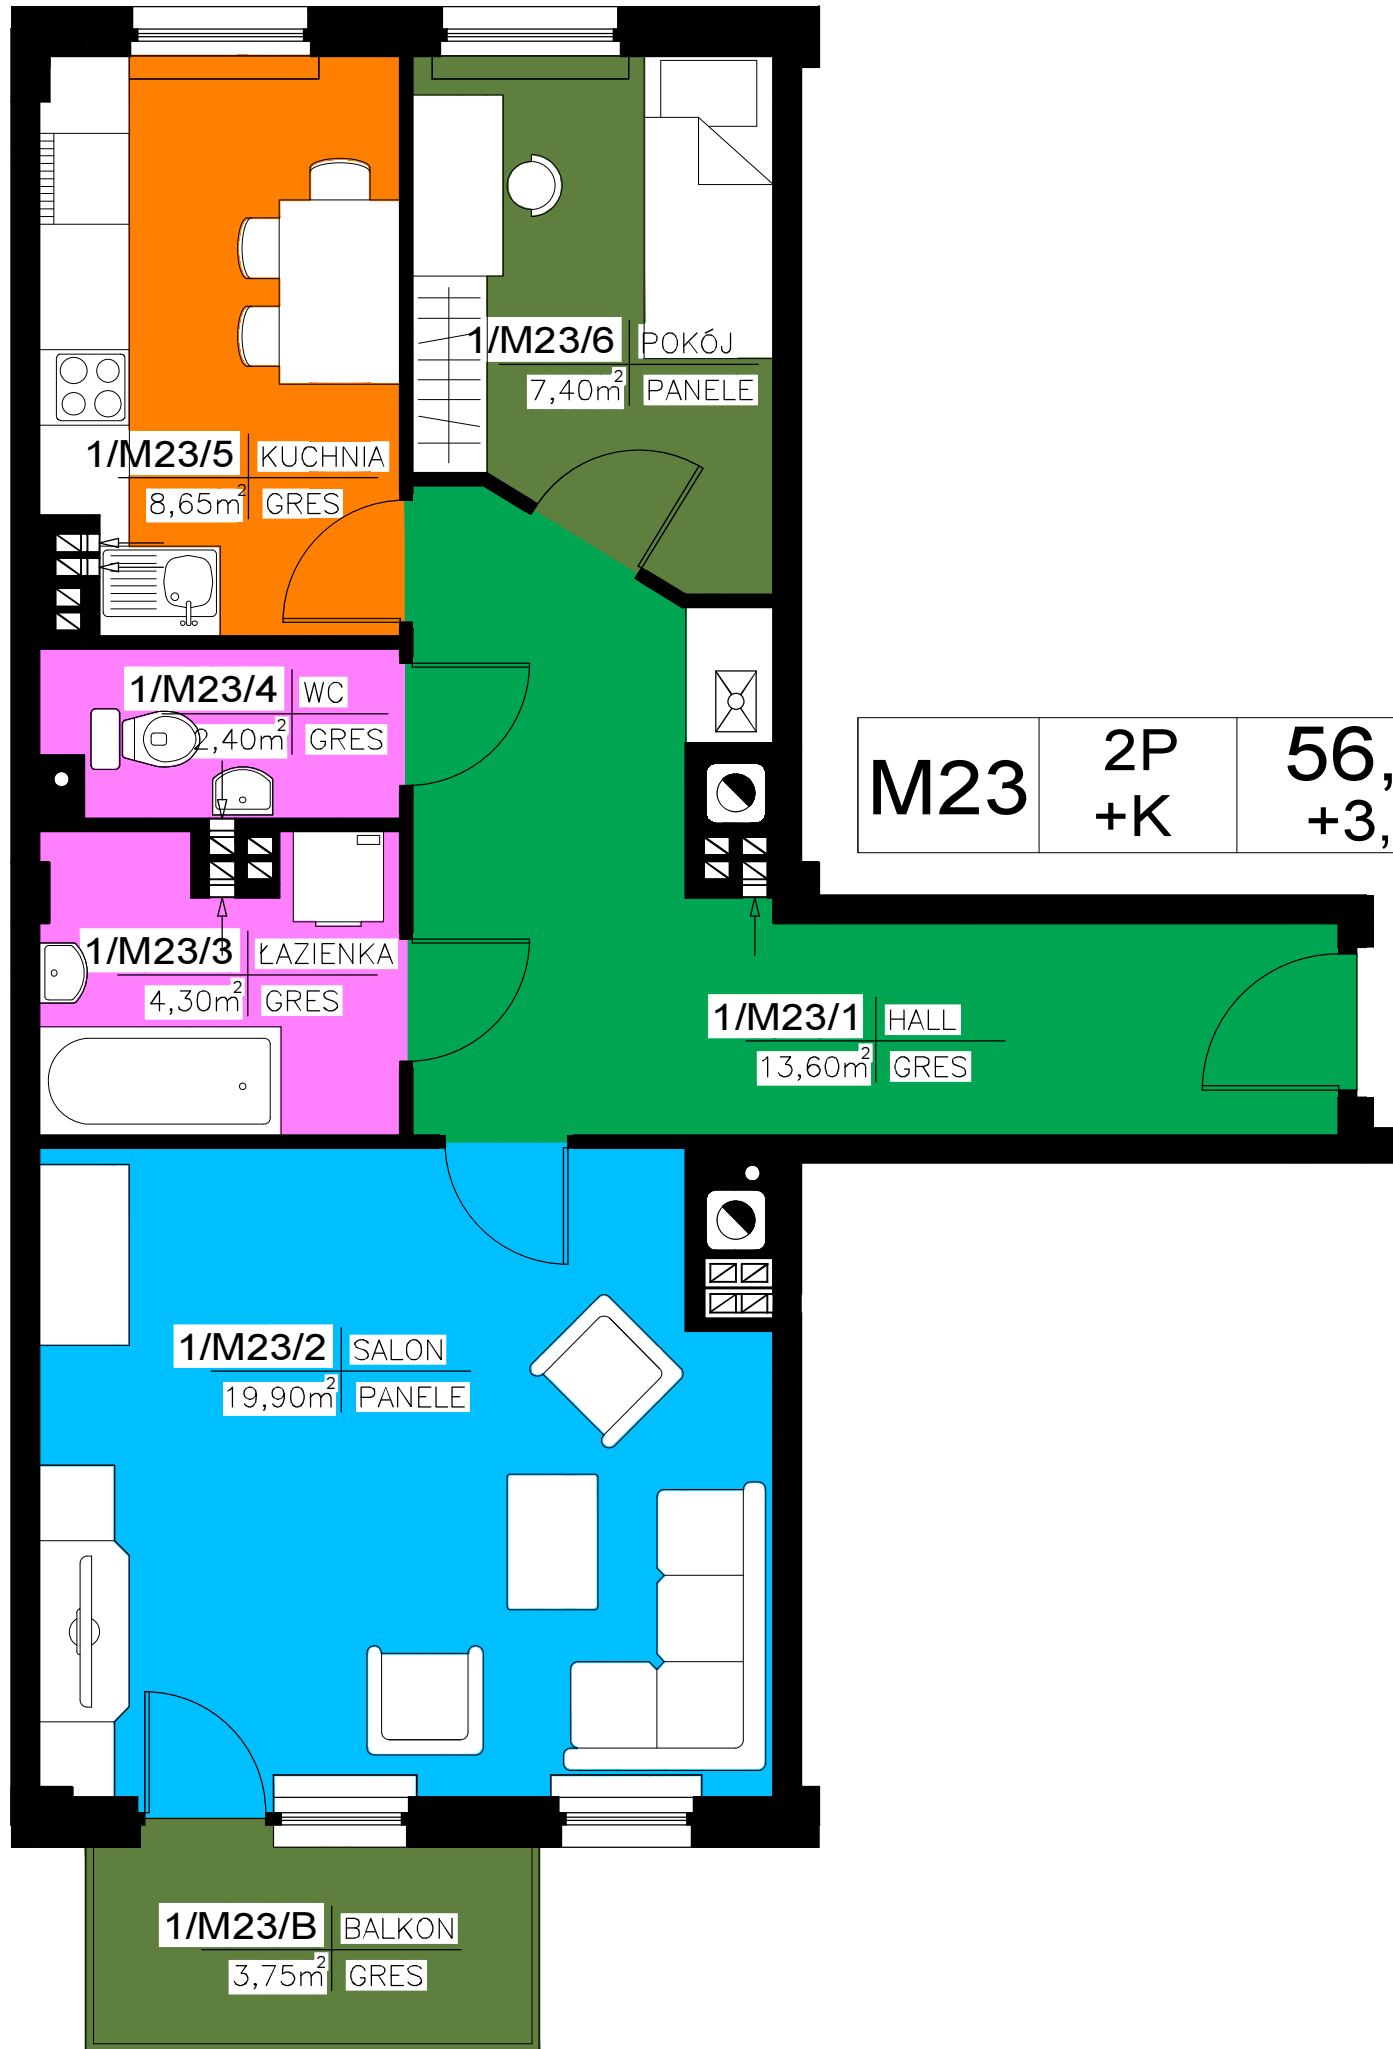 1/M23/6 POKÓJ
7,40m² PANELE
1/M23/5 KUCHNIA
8,65m² GRES
1/M23/4 WC
2,40m² GRES
M23 2P +K 56, +3,
1/M23/3 ŁAZIENKA
4,30m² GRES
1/M23/1 HALL
13,60m² GRES
1/M23/2 SALON
19,90m² PANELE
1/M23/B BALKON
3,75m² GRES